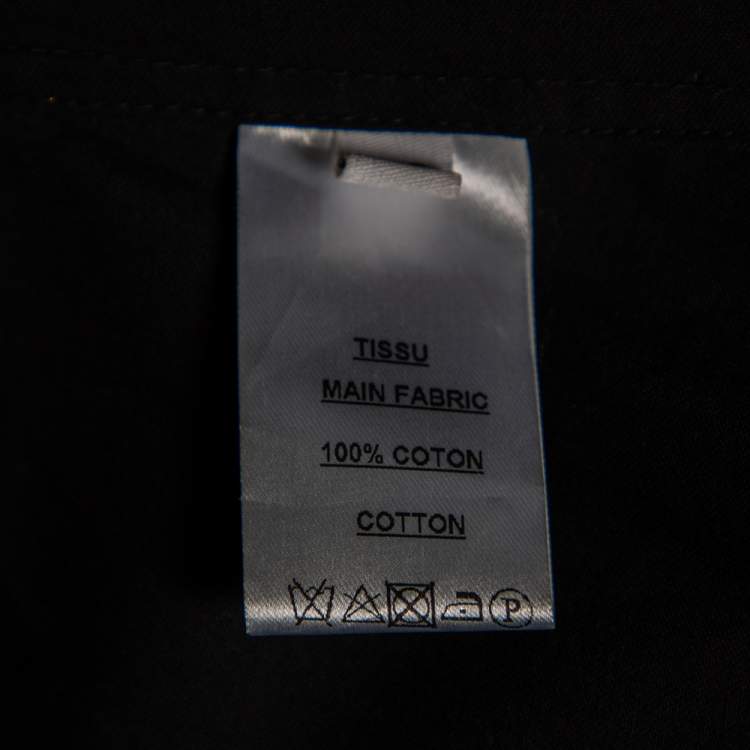 TISSU
MAIN FABRIC
100% COTON
COTTON
P